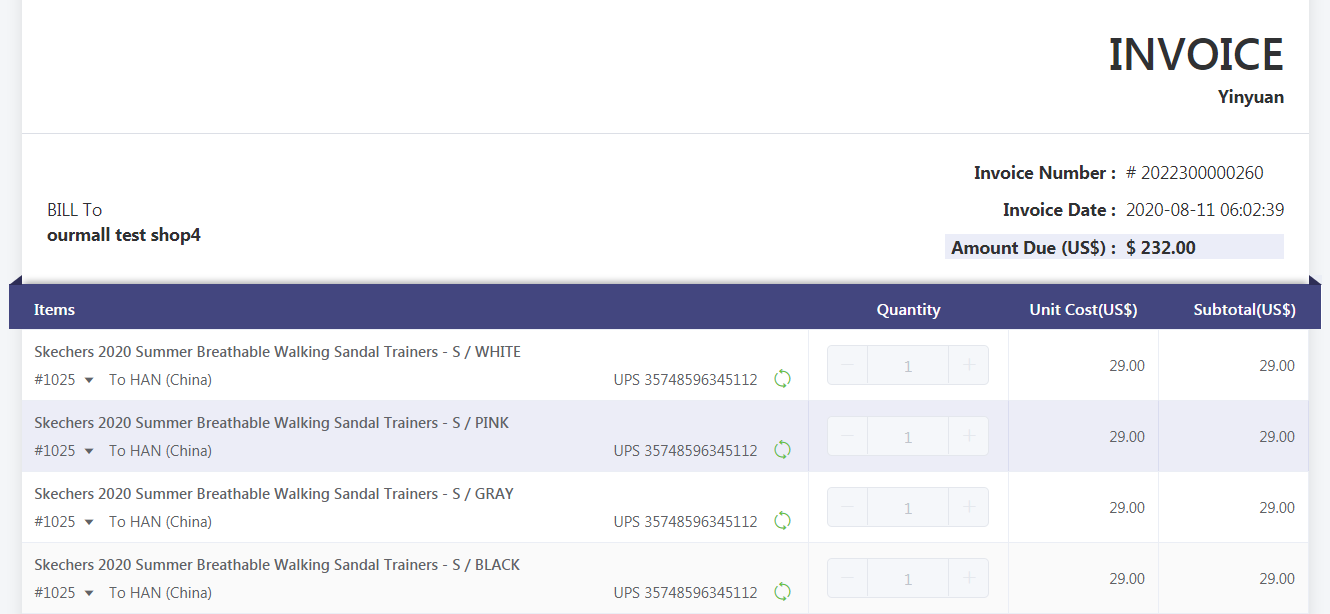 INVOICE
Yinyuan
Invoice Number : # 2022300000260
BILL To
Invoice Date : 2020-08-11 06:02:39
ourmall test shop4
Amount Due (US$) : $ 232.00
Items Quantity Unit Cost(US$) Subtotal(US$)
Skechers 2020 Summer Breathable Walking Sandal Trainers - S / WHITE
#1025 To HAN (China) UPS 35748596345112 1 29.00 29.00
Skechers 2020 Summer Breathable Walking Sandal Trainers - S / PINK
#1025 To HAN (China) UPS 35748596345112 1 29.00 29.00
Skechers 2020 Summer Breathable Walking Sandal Trainers - S / GRAY
#1025 To HAN (China) UPS 35748596345112 1 29.00 29.00
Skechers 2020 Summer Breathable Walking Sandal Trainers - S / BLACK
#1025 To HAN (China) UPS 35748596345112 1 29.00 29.00